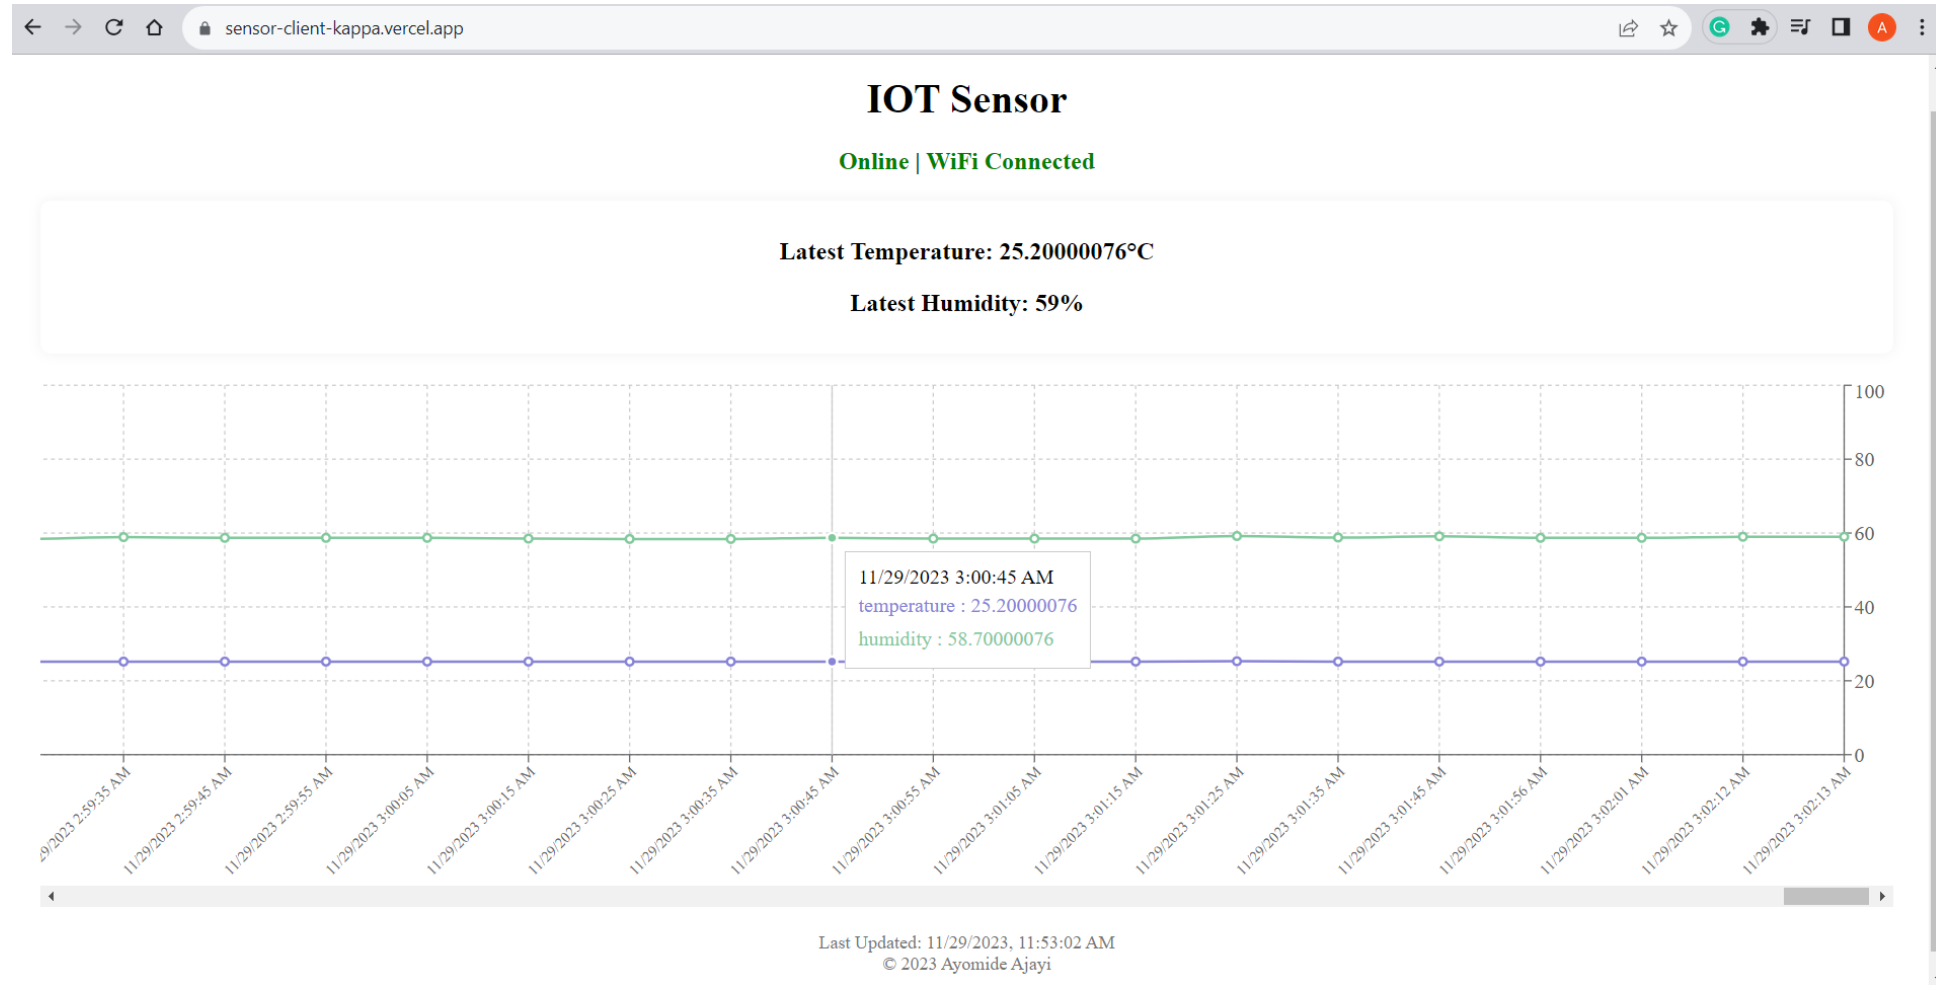 sensor-client-kappa.vercel.app
G
A
IOT Sensor
Online | WiFi Connected
Latest Temperature: 25.20000076°C
Latest Humidity: 59%
100
80
60
40
20
0
11/29/2023 3:00:45 AM
temperature : 25.20000076
humidity : 58.70000076
9/2023 2:59:35 AM
11/29/2023 2:59:45 AM
11/29/2023 2:59:55 AM
11/29/2023 3:00:05 AM
11/29/2023 3:00:15 AM
11/29/2023 3:00:25 AM
11/29/2023 3:00:35 AM
11/29/2023 3:00:45 AM
11/29/2023 3:00:55 AM
11/29/2023 3:01:05 AM
11/29/2023 3:01:15 AM
11/29/2023 3:01:25 AM
11/29/2023 3:01:35 AM
11/29/2023 3:01:45 AM
11/29/2023 3:01:56 AM
11/29/2023 3:02:01 AM
11/29/2023 3:02:12 AM
11/29/2023 3:02:13 AM
Last Updated: 11/29/2023, 11:53:02 AM
© 2023 Ayomide Ajayi